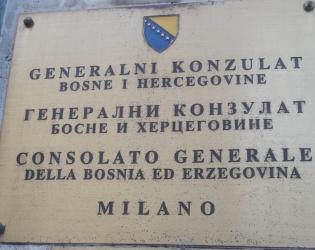 GENERALNI KONZULAT
BOSNE I HERCEGOVINE
ГЕНЕРАЛНИ КОНЗУЛАТ
БОСНЕ И ХЕРЦЕГОВИНЕ
CONSOLATO GENERALE
DELLA BOSNIA ED ERZEGOVINA
MILANO